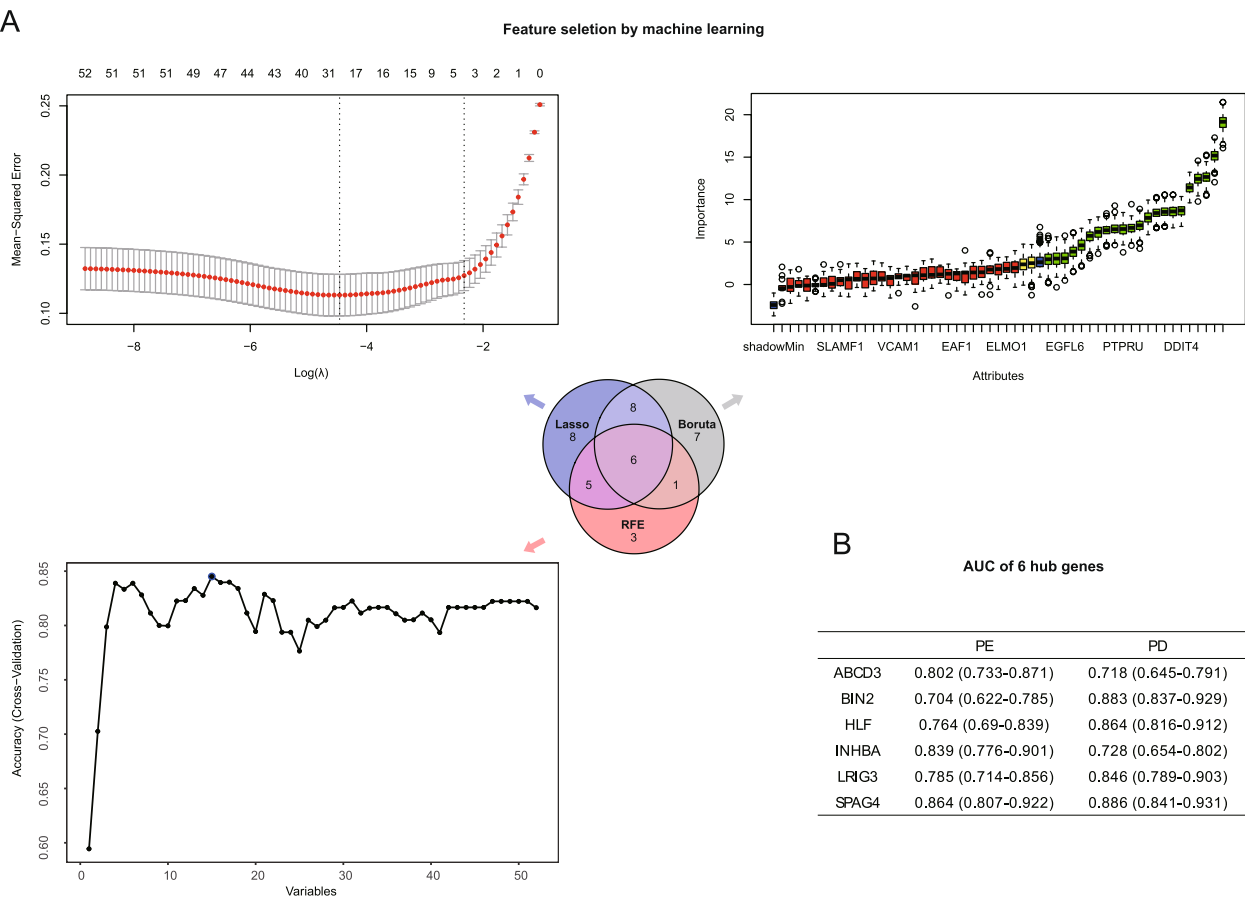 A
Feature seletion by machine learning
52 51 51 51 49 47 44 43 40 31 17 16 15 9 5 3 2 1 0
Mean−Squared Error
0.25
0.20
0.15
0.10
−8 −6 −4 −2
Log(λ)
Importance
20
15
10
5
0
shadowMin SLAMF1 VCAM1 EAF1 ELMO1 EGFL6 PTPRU DDIT4
Attributes
8
Lasso
8
Boruta
7
6
5
1
RFE
3
Accuracy (Cross−Validation)
0.85
0.80
0.75
0.70
0.65
0.60
0 10 20 30 40 50
Variables
B
AUC of 6 hub genes
PE PD
ABCD3 0.802 (0.733-0.871) 0.718 (0.645-0.791)
BIN2 0.704 (0.622-0.785) 0.883 (0.837-0.929)
HLF 0.764 (0.69-0.839) 0.864 (0.816-0.912)
INHBA 0.839 (0.776-0.901) 0.728 (0.654-0.802)
LRIG3 0.785 (0.714-0.856) 0.846 (0.789-0.903)
SPAG4 0.864 (0.807-0.922) 0.886 (0.841-0.931)